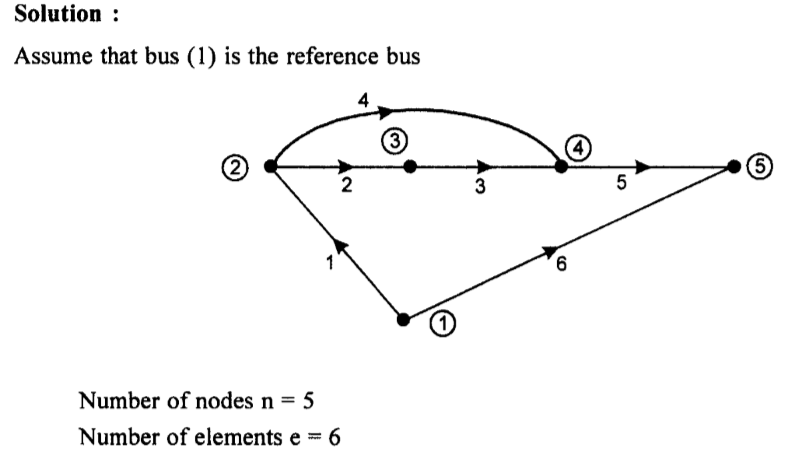 Solution :
Assume that bus (1) is the reference bus
4
3
4
2
5
2
3
5
1
6
1
Number of nodes n = 5
Number of elements e = 6